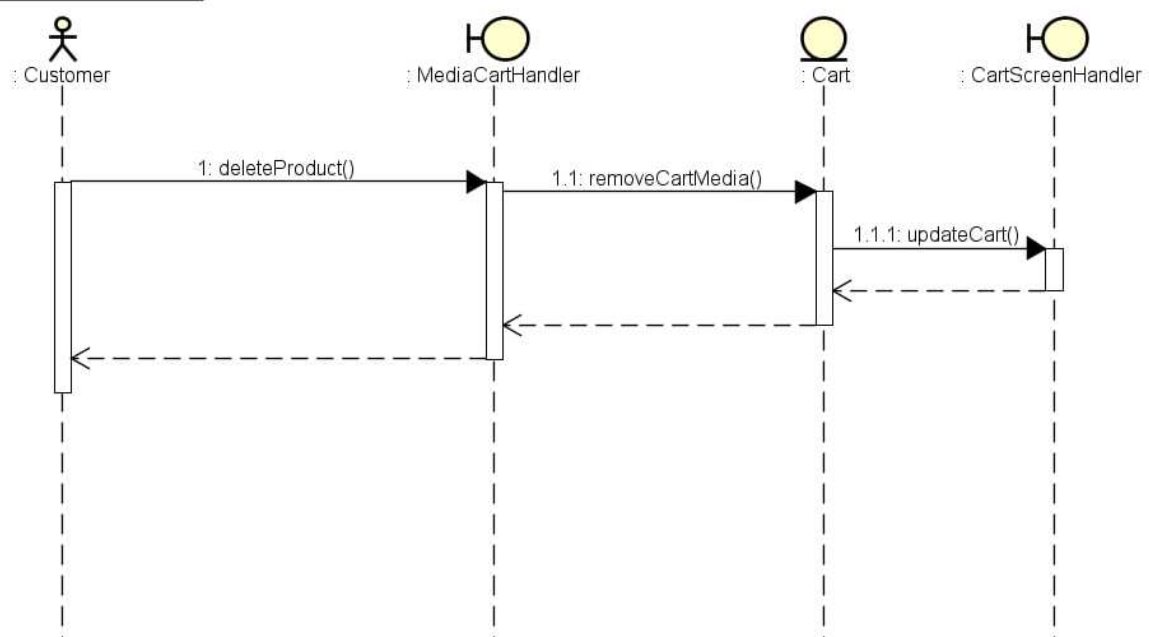 : Customer
: MediaCartHandler
: Cart
: CartScreenHandler
1: deleteProduct()
1.1: removeCartMedia()
1.1.1: updateCart()